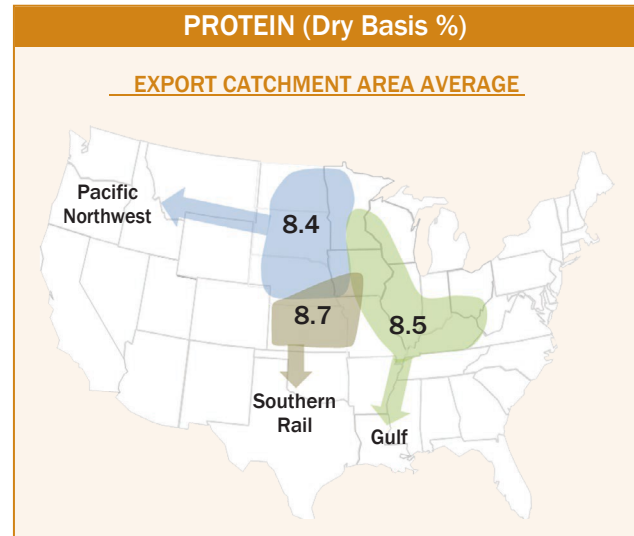 PROTEIN (Dry Basis %)
EXPORT CATCHMENT AREA AVERAGE
Pacific
Northwest
8.4
8.7
8.5
Southern
Rail
Gulf